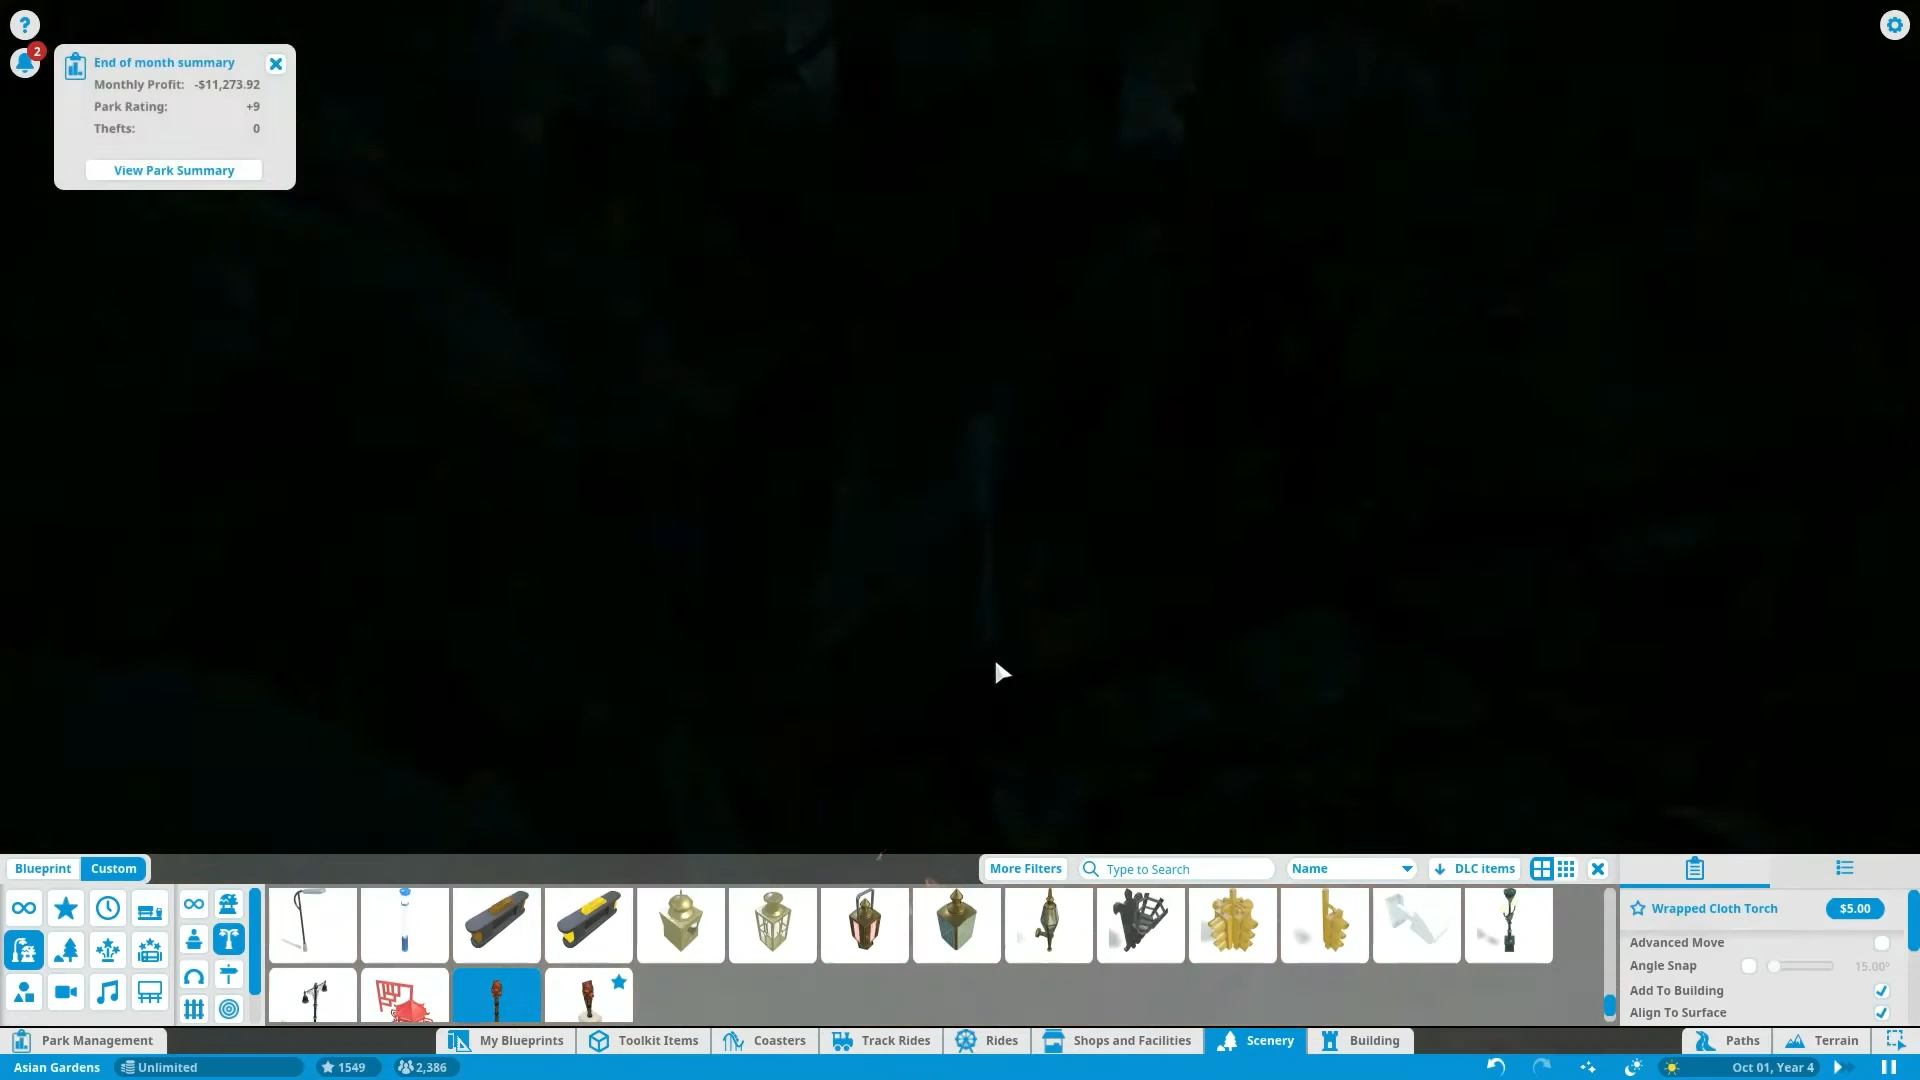 ?
2
End of month summary
Monthly Profit: -$11,273.92
Park Rating: +9
Thefts: 0
View Park Summary
Blueprint Custom
More Filters Type to Search Name DLC items
Wrapped Cloth Torch $5.00
Advanced Move
Angle Snap 15.00°
Add To Building
Align To Surface
Park Management My Blueprints Toolkit Items Coasters Track Rides Rides Shops and Facilities Scenery Building Paths Terrain
Asian Gardens Unlimited 1549 2,386 Oct 01, Year 4